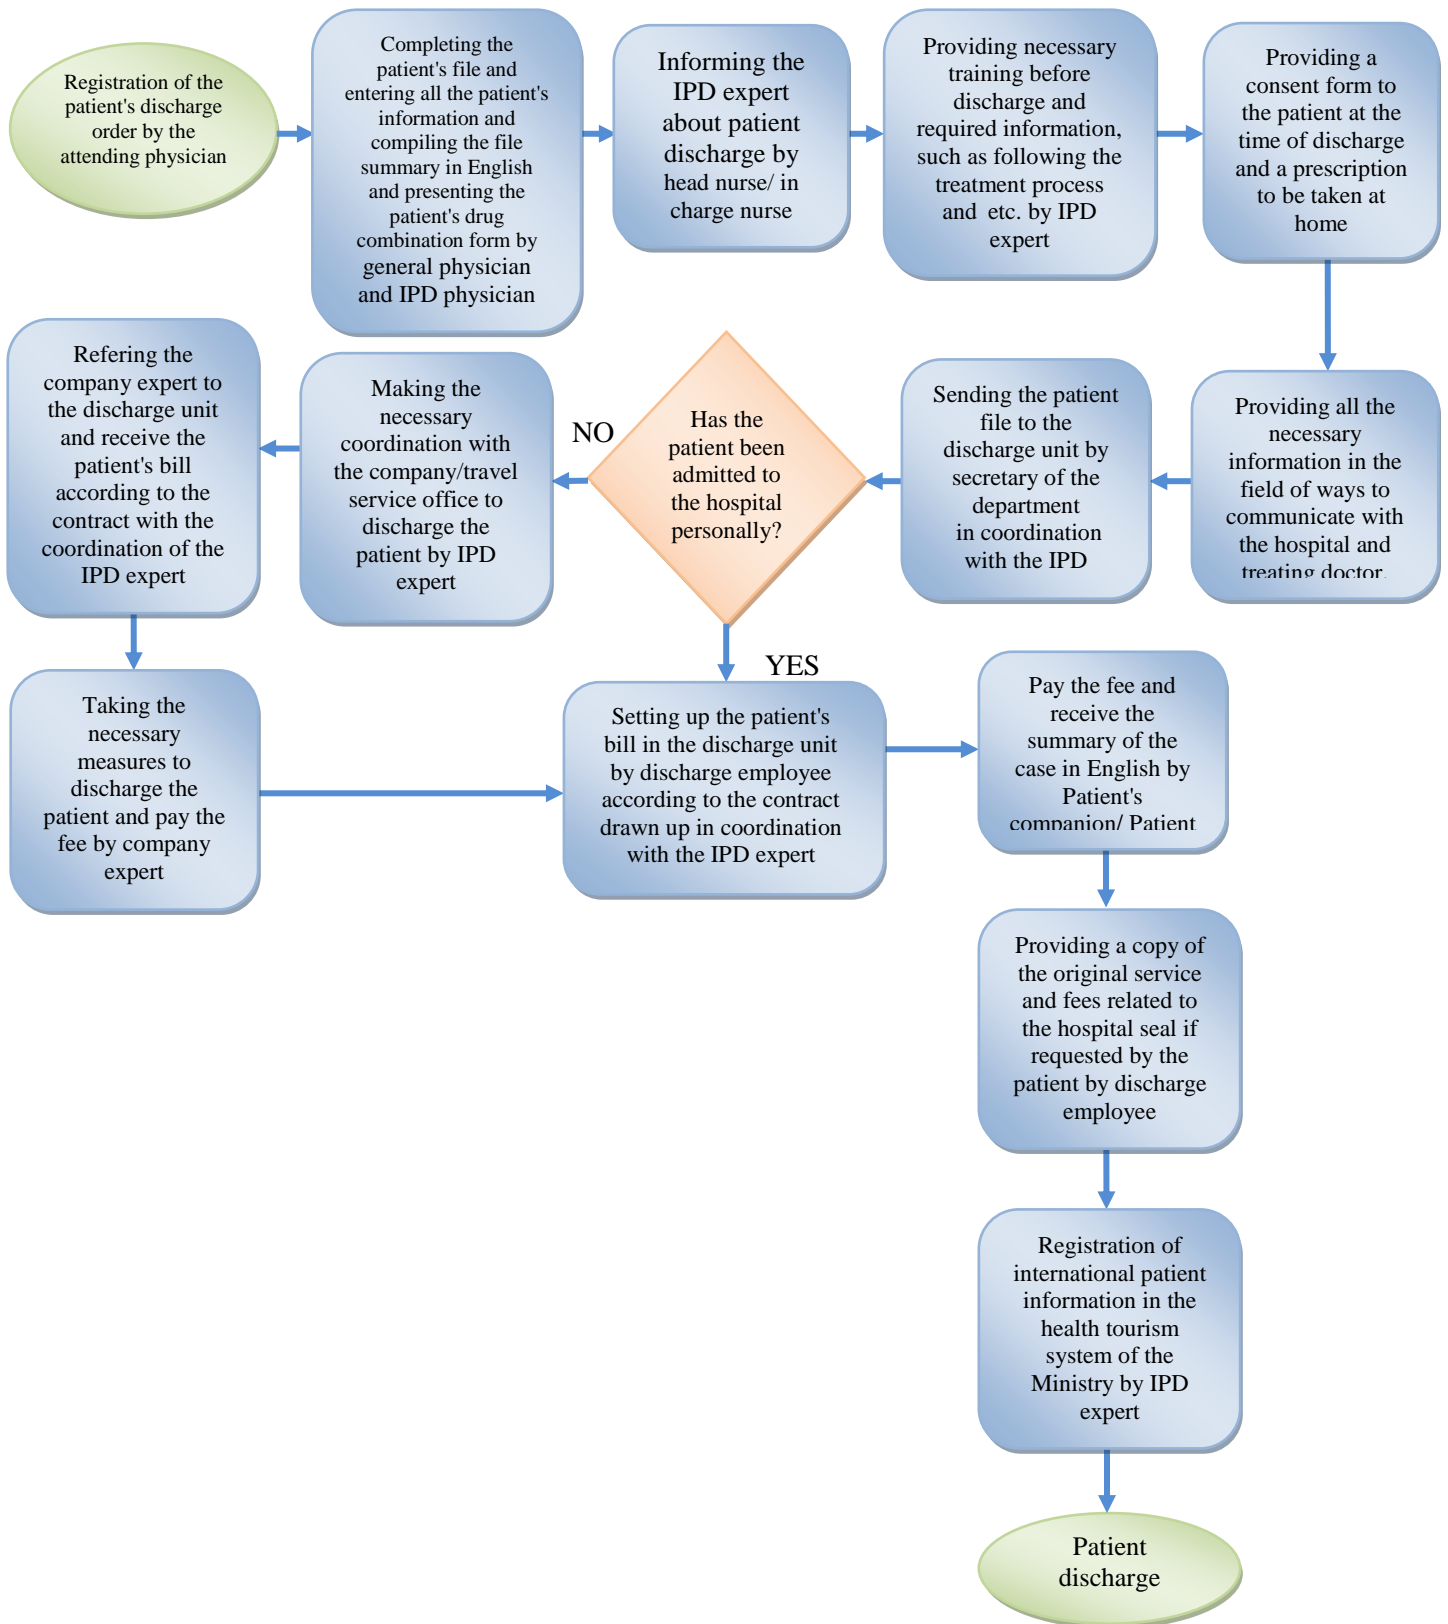 Registration of the
patient's discharge
order by the
attending physician
Completing the
patient's file and
entering all the patient's
information and
compiling the file
summary in English
and presenting the
patient's drug
combination form by
general physician
and IPD physician
Informing the
IPD expert
about patient
discharge by
head nurse/ in
charge nurse
Providing necessary
training before
discharge and
required information,
such as following the
treatment process
and etc. by IPD
expert
Providing a
consent form to
the patient at the
time of discharge
and a prescription
to be taken at
home
Providing all the
necessary
information in the
field of ways to
communicate with
the hospital and
treating doctor.
Sending the patient
file to the
discharge unit by
secretary of the
department
in coordination
with the IPD
Has the
patient been
admitted to
the hospital
personally?
NO
Making the
necessary
coordination with
the company/travel
service office to
discharge the
patient by IPD
expert
Refering the
company expert to
the discharge unit
and receive the
patient's bill
according to the
contract with the
coordination of the
IPD expert
Taking the
necessary
measures to
discharge the
patient and pay the
fee by company
expert
YES
Setting up the patient's
bill in the discharge unit
by discharge employee
according to the contract
drawn up in coordination
with the IPD expert
Pay the fee and
receive the
summary of the
case in English by
Patient's
companion/ Patient
Providing a copy of
the original service
and fees related to
the hospital seal if
requested by the
patient by discharge
employee
Registration of
international patient
information in the
health tourism
system of the
Ministry by IPD
expert
Patient
discharge